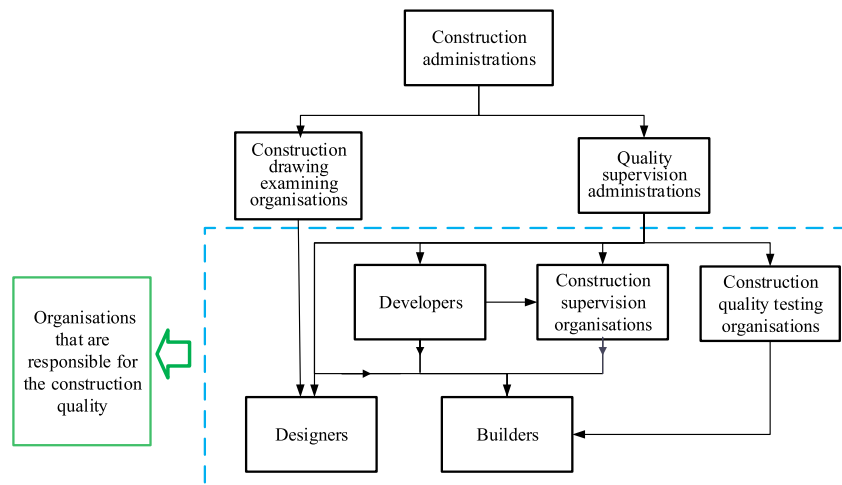 Construction
administrations
Construction
drawing
examining
organisations
Quality
supervision
administrations
Developers
Construction
supervision
organisations
Construction
quality testing
organisations
Organisations
that are
responsible for
the construction
quality
Designers
Builders